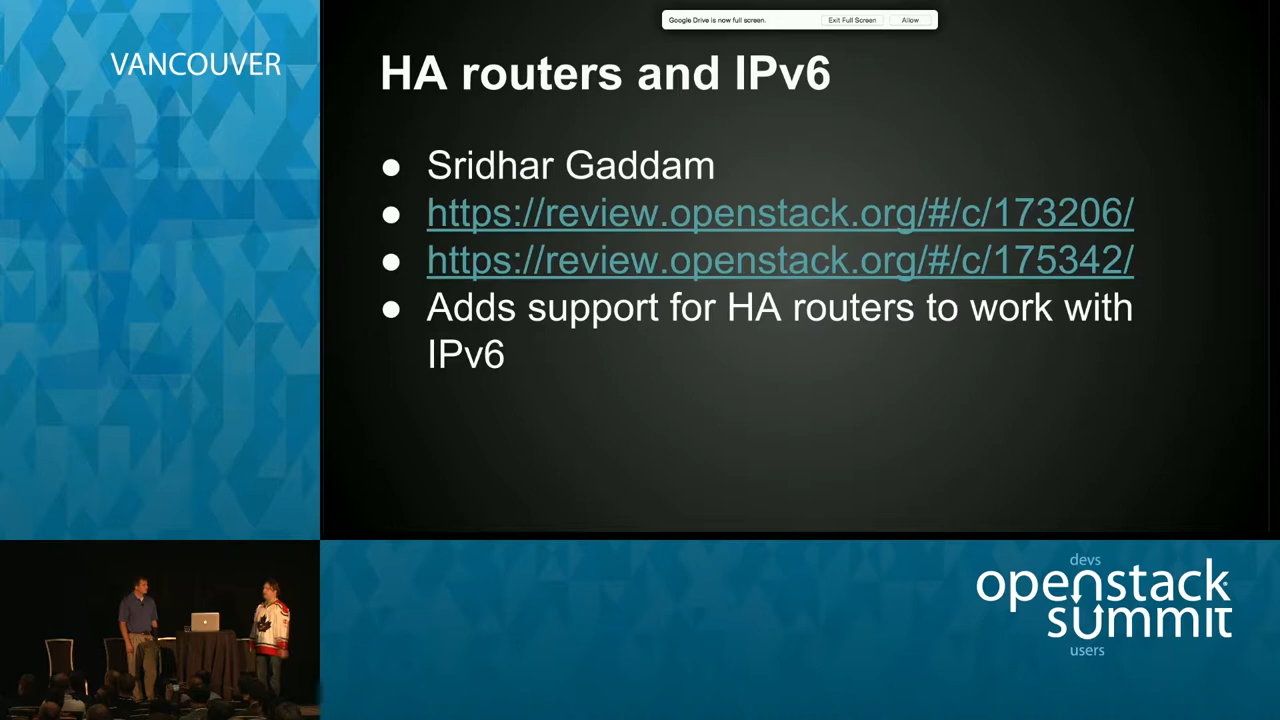 VANCOUVER
Google Drive is now full screen. Exit Full Screen Allow
HA routers and IPv6
● Sridhar Gaddam
● https://review.openstack.org/#/c/173206/
● https://review.openstack.org/#/c/175342/
● Adds support for HA routers to work with
IPv6
devs
openstack
summit
users